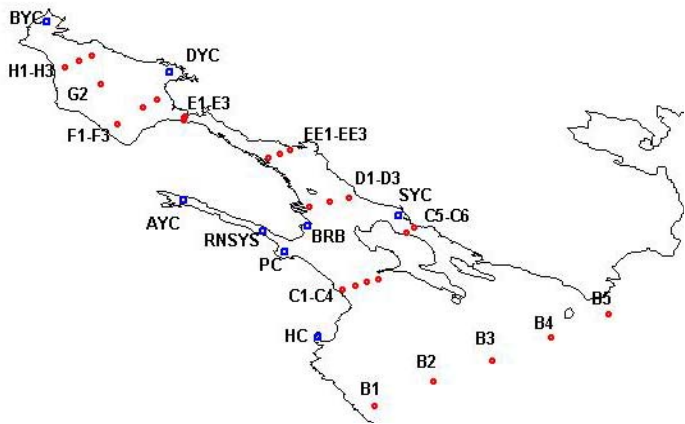 BYC
DYC
H1-H3
G2
E1-E3
F1-F3
EE1-EE3
D1-D3
SYC
AYC
C5-C6
RNSYS
BRB
PC
C1-C4
B5
HC
B4
B3
B2
B1